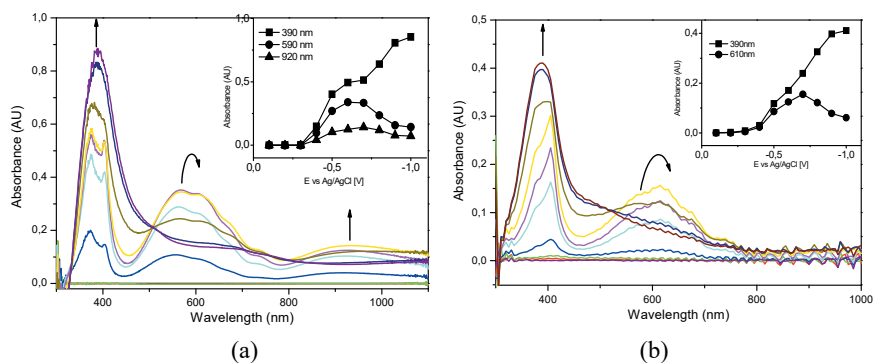 (a)
1,0
0,8
0,6
0,4
0,2
0,0
Absorbance (AU)
400
600
800
1000
Wavelength (nm)
390 nm
590 nm
920 nm
1,0
0,5
0,0
Absorbance (AU)
0,0
-0,5
-1,0
E vs Ag/AgCl [V]
(a)
b)
0,5
0,4
0,3
0,2
0,1
0,0
Absorbance (AU)
400
600
800
1000
Wavelength (nm)
390nm
610nm
0,4
0,2
0,0
Absorbance (AU)
0,0
-0,5
-1,0
E vs Ag/AgCl [V]
(b)